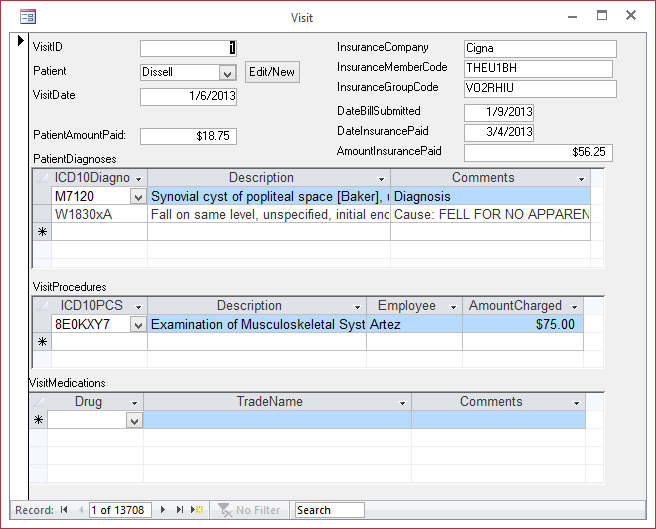 Visit
VisitID 1
Patient Dissell Edit/New
VisitDate 1/6/2013
PatientAmountPaid: $18.75
InsuranceCompany Cigna
InsuranceMemberCode THEU1BH
InsuranceGroupCode VO2RHIU
DateBillSubmitted 1/9/2013
DateInsurancePaid 3/4/2013
AmountInsurancePaid $56.25
PatientDiagnoses
ICD10Diagno Description Comments
M7120 Synovial cyst of popliteal space [Baker], u Diagnosis
W1830xA Fall on same level, unspecified, initial enc Cause: FELL FOR NO APPAREN
*
VisitProcedures
ICD10PCS Description Employee AmountCharged
8E0KXY7 Examination of Musculoskeletal Syst Artez $75.00
*
VisitMedications
Drug TradeName Comments
*
Record: 1 of 13708 No Filter Search